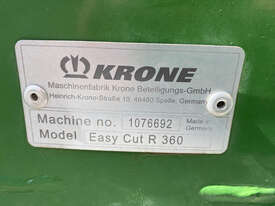 KRONE
Maschinenfabrik Krone Beteiligungs-GmbH
Heinrich-Krone-Straße 10, 48480 Spelle, Germany
Machine no. 1076692 Made in Germany
Model Easy Cut R 360